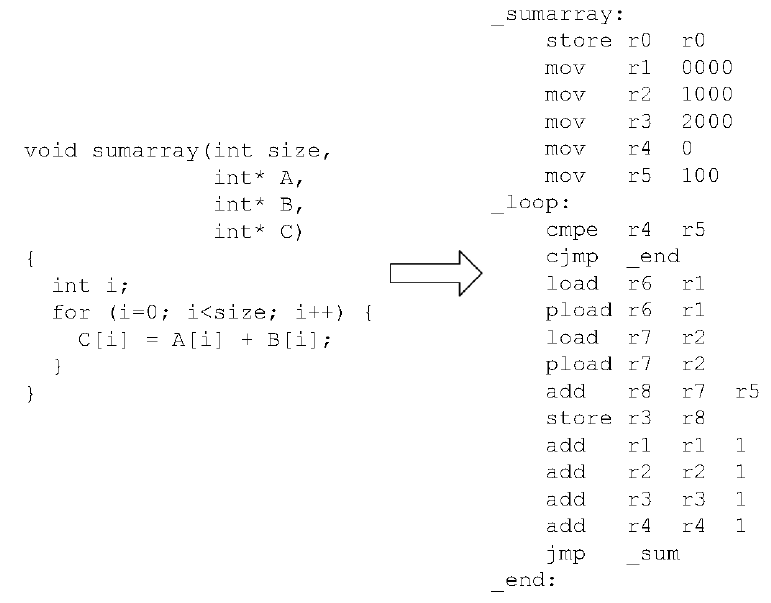 void sumarray(int size,
int* A,
int* B,
int* C)
{
int i;
for (i=0; i<size; i++) {
C[i] = A[i] + B[i];
}
}
_sumarray:
store r0 r0
mov r1 0000
mov r2 1000
mov r3 2000
mov r4 0
mov r5 100
_loop:
cmpe r4 r5
cjmp _end
load r6 r1
pload r6 r1
load r7 r2
pload r7 r2
add r8 r7 r5
store r3 r8
add r1 r1 1
add r2 r2 1
add r3 r3 1
add r4 r4 1
jmp _sum
_end: